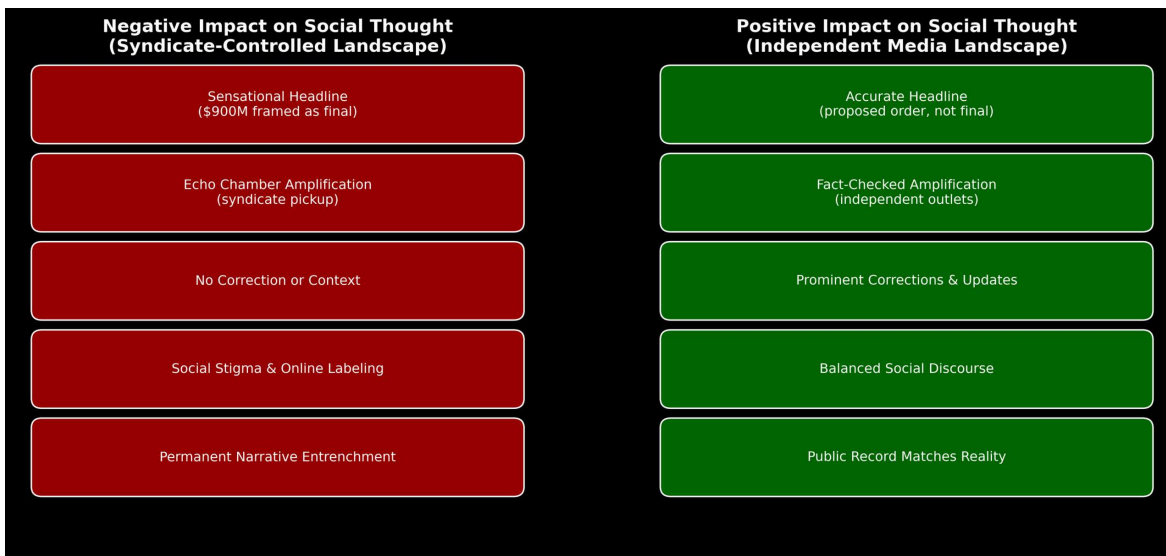 Negative Impact on Social Thought
(Syndicate-Controlled Landscape)
Sensational Headline
($900M framed as final)
Echo Chamber Amplification
(syndicate pickup)
No Correction or Context
Social Stigma & Online Labeling
Permanent Narrative Entrenchment
Positive Impact on Social Thought
(Independent Media Landscape)
Accurate Headline
(proposed order, not final)
Fact-Checked Amplification
(independent outlets)
Prominent Corrections & Updates
Balanced Social Discourse
Public Record Matches Reality